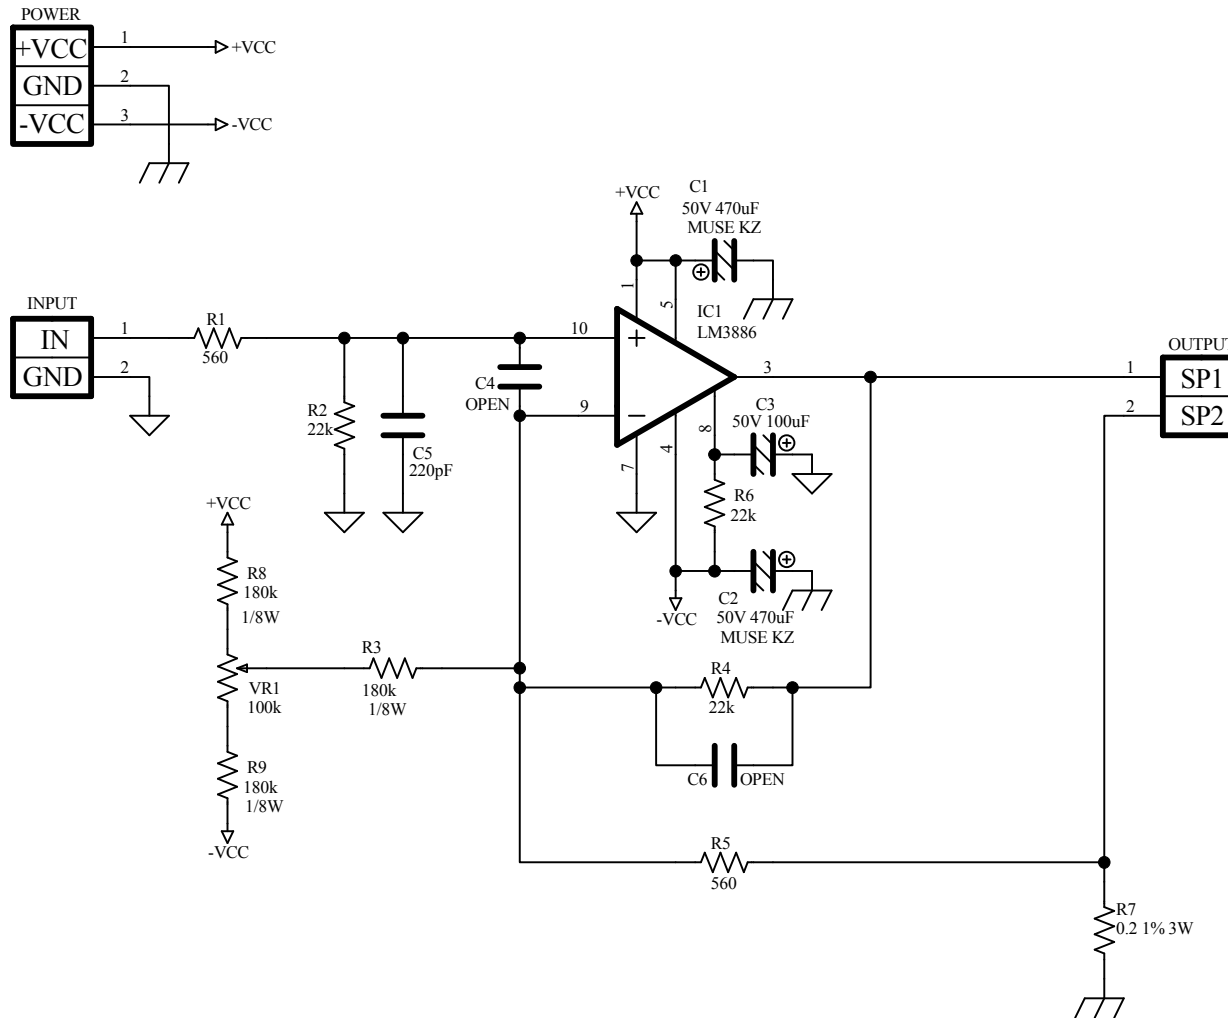 POWER
+VCC 1 +VCC
GND 2
-VCC 3 -VCC
+VCC
C1
50V 470uF
MUSE KZ
1
5
IC1
LM3886
INPUT
IN 1
GND 2
R1
560
10
+
C4
OPEN
9
−
R2
22k
C5
220pF
7
4
8
3
C3
50V 100uF
R6
22k
OUTPUT
1 SP1
2 SP2
+VCC
R8
180k
1/8W
-VCC
C2
50V 470uF
MUSE KZ
VR1
100k
R3
180k
1/8W
R4
22k
C6
OPEN
R9
180k
1/8W
-VCC
R5
560
R7
0.2 1% 3W